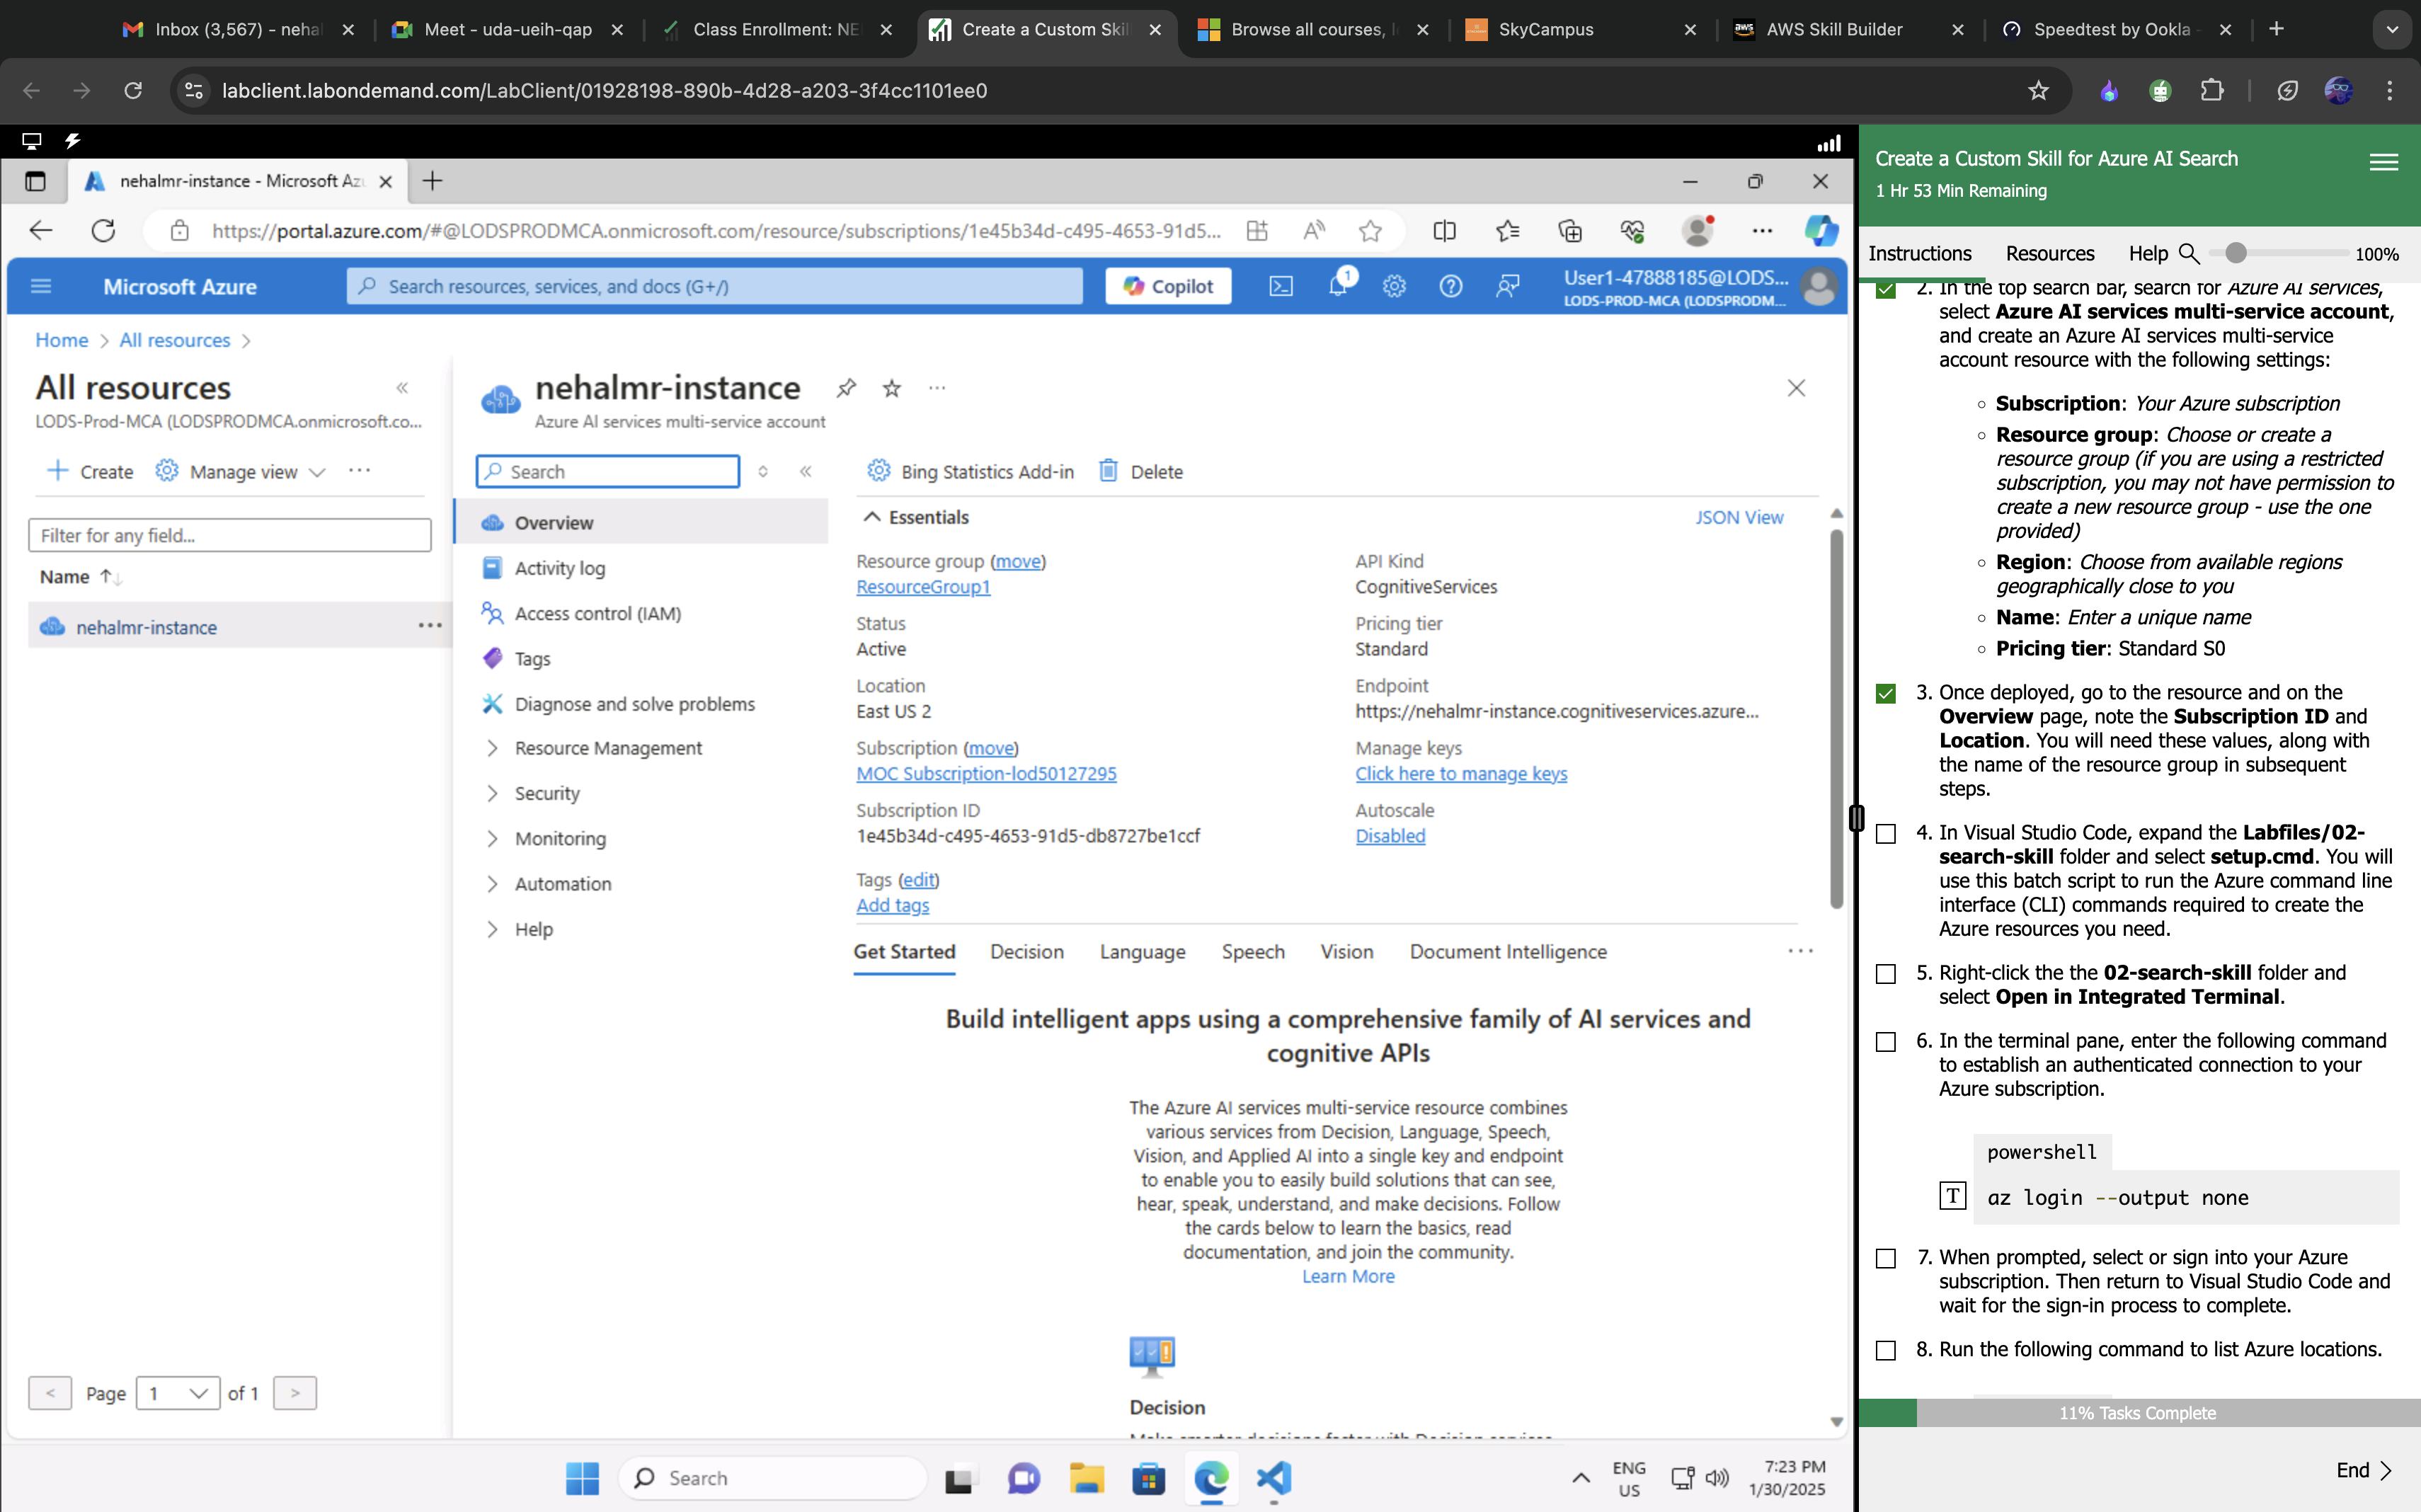 Inbox (3,567) - neha
Meet - uda-ueih-qap
Class Enrollment: NE
Create a Custom Skil
Browse all courses, l
SkyCampus
aws
AWS Skill Builder
Speedtest by Ookla
labclient.labondemand.com/LabClient/01928198-890b-4d28-a203-3f4cc1101ee0
nehalmr-instance - Microsoft Az
https://portal.azure.com/#@LODSPRODMCA.onmicrosoft.com/resource/subscriptions/1e45b34d-c495-4653-91d5...
Microsoft Azure
Search resources, services, and docs (G+/)
Copilot
1
User1-47888185@LODS...
LODS-PROD-MCA (LODSPRODM...
Home > All resources >
All resources
LODS-Prod-MCA (LODSPRODMCA.onmicrosoft.co...
+ Create
Manage view
...
Filter for any field...
Name ↑↓
nehalmr-instance
...
< Page 1 of 1 >
nehalmr-instance
...
Azure AI services multi-service account
Search
Overview
Activity log
Access control (IAM)
Tags
Diagnose and solve problems
Resource Management
Security
Monitoring
Automation
Help
Bing Statistics Add-in
Delete
Essentials
JSON View
Resource group (move)
ResourceGroup1
Status
Active
Location
East US 2
Subscription (move)
MOC Subscription-lod50127295
Subscription ID
1e45b34d-c495-4653-91d5-db8727be1ccf
Tags (edit)
Add tags
API Kind
CognitiveServices
Pricing tier
Standard
Endpoint
https://nehalmr-instance.cognitiveservices.azure...
Manage keys
Click here to manage keys
Autoscale
Disabled
Get Started
Decision
Language
Speech
Vision
Document Intelligence
...
Build intelligent apps using a comprehensive family of AI services and
cognitive APIs
The Azure AI services multi-service resource combines
various services from Decision, Language, Speech,
Vision, and Applied AI into a single key and endpoint
to enable you to easily build solutions that can see,
hear, speak, understand, and make decisions. Follow
the cards below to learn the basics, read
documentation, and join the community.
Learn More
Decision
Make smarter decisions faster with Decision services
Search
ENG
US
7:23 PM
1/30/2025
Create a Custom Skill for Azure AI Search
1 Hr 53 Min Remaining
Instructions
Resources
Help
100%
2. In the top search bar, search for Azure AI services,
select Azure AI services multi-service account,
and create an Azure AI services multi-service
account resource with the following settings:
Subscription: Your Azure subscription
Resource group: Choose or create a
resource group (if you are using a restricted
subscription, you may not have permission to
create a new resource group - use the one
provided)
Region: Choose from available regions
geographically close to you
Name: Enter a unique name
Pricing tier: Standard S0
3. Once deployed, go to the resource and on the
Overview page, note the Subscription ID and
Location. You will need these values, along with
the name of the resource group in subsequent
steps.
4. In Visual Studio Code, expand the Labfiles/02-
search-skill folder and select setup.cmd. You will
use this batch script to run the Azure command line
interface (CLI) commands required to create the
Azure resources you need.
5. Right-click the the 02-search-skill folder and
select Open in Integrated Terminal.
6. In the terminal pane, enter the following command
to establish an authenticated connection to your
Azure subscription.
powershell
T
az login --output none
7. When prompted, select or sign into your Azure
subscription. Then return to Visual Studio Code and
wait for the sign-in process to complete.
8. Run the following command to list Azure locations.
11% Tasks Complete
End >